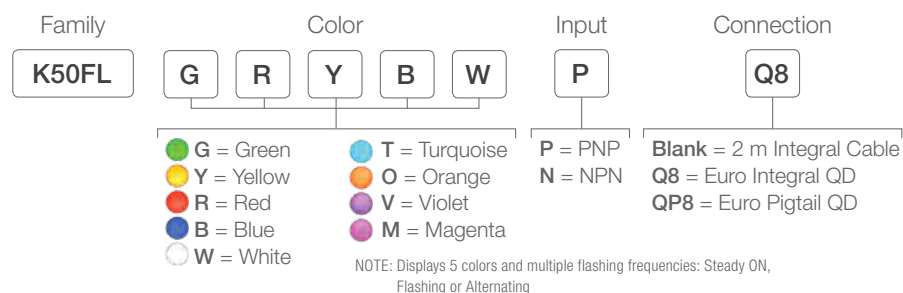 Family Color Input Connection
K50FL G R Y B W P Q8
G = Green
Y = Yellow
R = Red
B = Blue
W = White
T = Turquoise
O = Orange
V = Violet
M = Magenta
P = PNP
N = NPN
Blank = 2 m Integral Cable
Q8 = Euro Integral QD
QP8 = Euro Pigtail QD
NOTE: Displays 5 colors and multiple flashing frequencies: Steady ON,
Flashing or Alternating